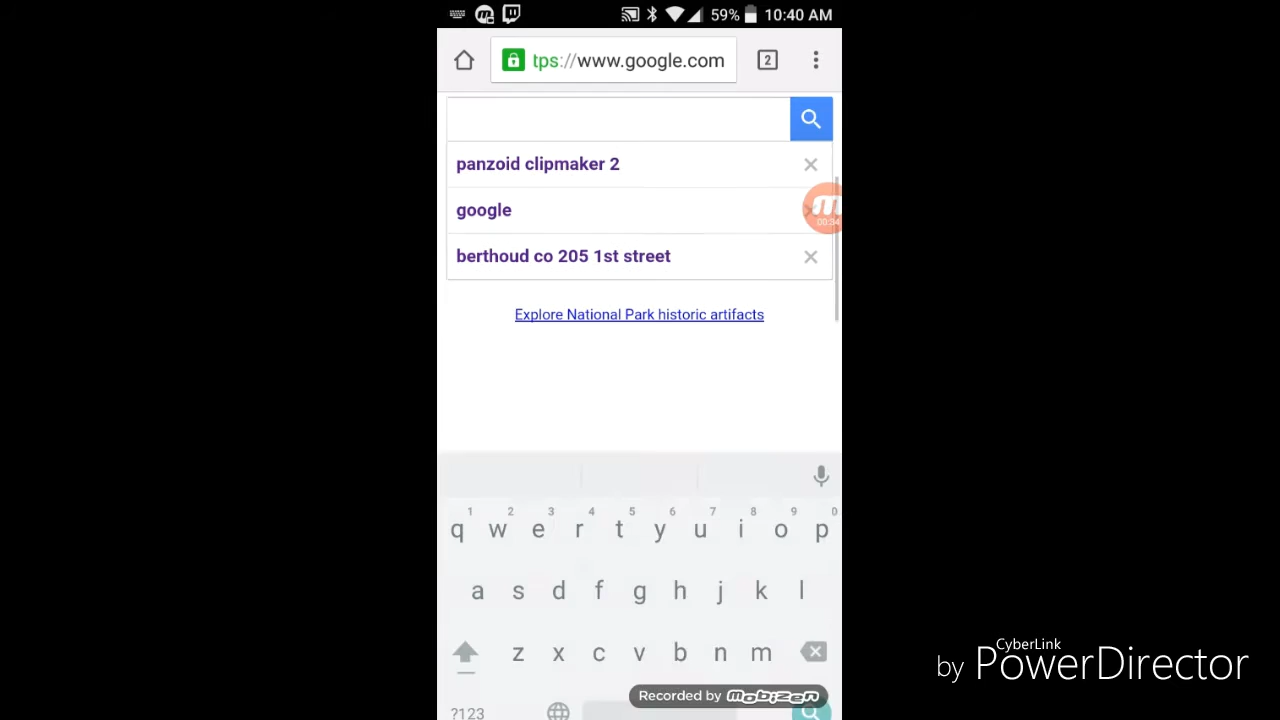 59% 10:40 AM
tps://www.google.com 2
panzoid clipmaker 2
google
00:34
berthoud co 205 1st street
Explore National Park historic artifacts
1 2 3 4 5 6 7 8 9 0
q w e r t y u i o p
a s d f g h j k l
z x c v b n m
Recorded by mobizen
?123
CyberLink
by PowerDirector